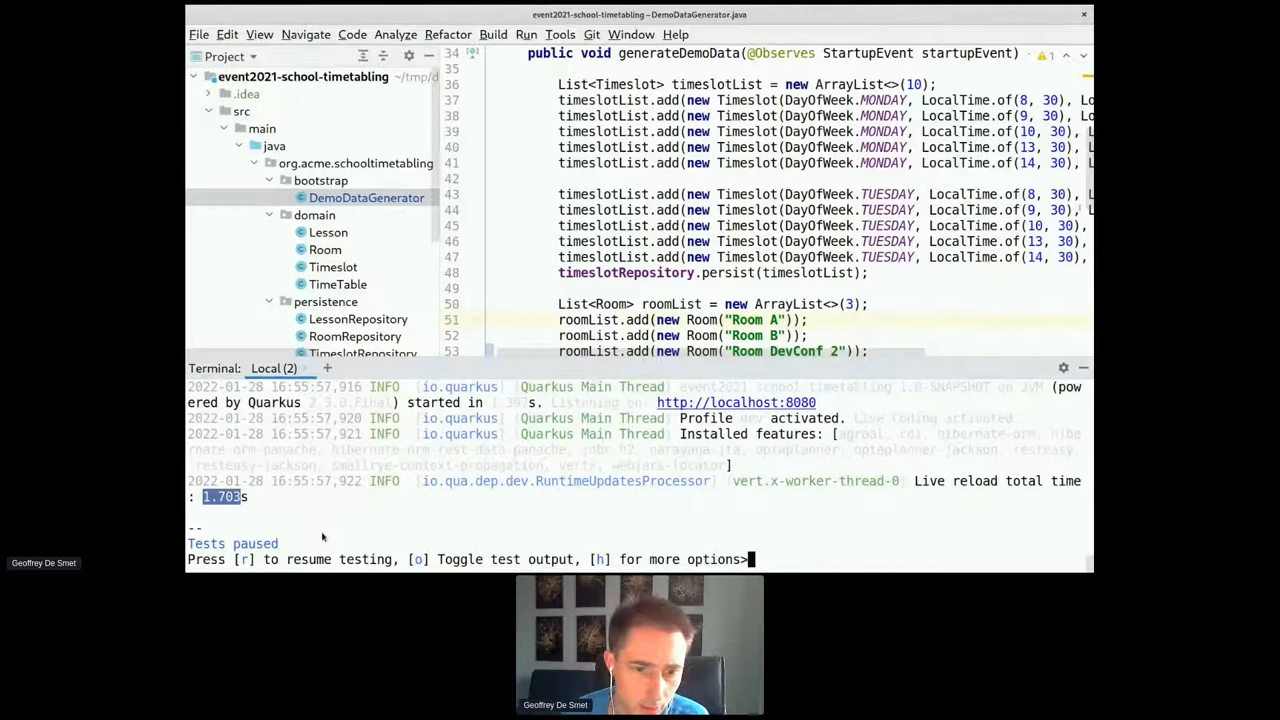 event2021-school-timetabling – DemoDataGenerator.java ×
File Edit View Navigate Code Analyze Refactor Build Run Tools Git Window Help
Project
event2021-school-timetabling ~/tmp/d
.idea
src
main
java
org.acme.schooltimetabling
bootstrap
DemoDataGenerator
domain
Lesson
Room
Timeslot
TimeTable
persistence
LessonRepository
RoomRepository
TimeslotRepository
1
34 public void generateDemoData(@Observes StartupEvent startupEvent)
35
36 List<Timeslot> timeslotList = new ArrayList<>(10);
37 timeslotList.add(new Timeslot(DayOfWeek.MONDAY, LocalTime.of(8, 30), Lo
38 timeslotList.add(new Timeslot(DayOfWeek.MONDAY, LocalTime.of(9, 30), L
39 timeslotList.add(new Timeslot(DayOfWeek.MONDAY, LocalTime.of(10, 30), L
40 timeslotList.add(new Timeslot(DayOfWeek.MONDAY, LocalTime.of(13, 30), L
41 timeslotList.add(new Timeslot(DayOfWeek.MONDAY, LocalTime.of(14, 30), L
42
43 timeslotList.add(new Timeslot(DayOfWeek.TUESDAY, LocalTime.of(8, 30),
44 timeslotList.add(new Timeslot(DayOfWeek.TUESDAY, LocalTime.of(9, 30),
45 timeslotList.add(new Timeslot(DayOfWeek.TUESDAY, LocalTime.of(10, 30),
46 timeslotList.add(new Timeslot(DayOfWeek.TUESDAY, LocalTime.of(13, 30),
47 timeslotList.add(new Timeslot(DayOfWeek.TUESDAY, LocalTime.of(14, 30),
48 timeslotRepository.persist(timeslotList);
50 List<Room> roomList = new ArrayList<>(3);
51 roomList.add(new Room("Room A"));
52 roomList.add(new Room("Room B"));
53 roomList.add(new Room("Room DevConf 2"));
Terminal: Local (2) × +
2022-01-28 16:55:57,916 INFO [io.quarkus] (Quarkus Main Thread) event2021 school timetabling 1.0-SNAPSHOT on JVM (pow
ered by Quarkus 2.3.0.Final) started in 1.397s. Listening on: http://localhost:8080
2022-01-28 16:55:57,920 INFO [io.quarkus] (Quarkus Main Thread) Profile dev activated. Live Coding activated.
2022-01-28 16:55:57,921 INFO [io.quarkus] (Quarkus Main Thread) Installed features: [agroal, cdi, hibernate-orm, hibe
rnate-orm-panache, hibernate-orm-rest-data-panache, jdbc-h2, narayana-jta, optaplanner, optaplanner-jackson, resteasy,
resteasy-jackson, smallrye-context-propagation, vertx, webjars-locator]
2022-01-28 16:55:57,922 INFO [io.qua.dep.dev.RuntimeUpdatesProcessor] (vert.x-worker-thread-0) Live reload total time
: 1.703s
--
Tests paused
Press [r] to resume testing, [o] Toggle test output, [h] for more options>
Geoffrey De Smet
Geoffrey De Smet